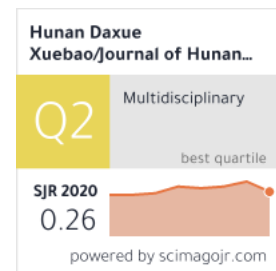 Hunan Daxue
Xuebao/Journal of Hunan...
Q2
Multidisciplinary
best quartile
SJR 2020
0.26
powered by scimagojr.com